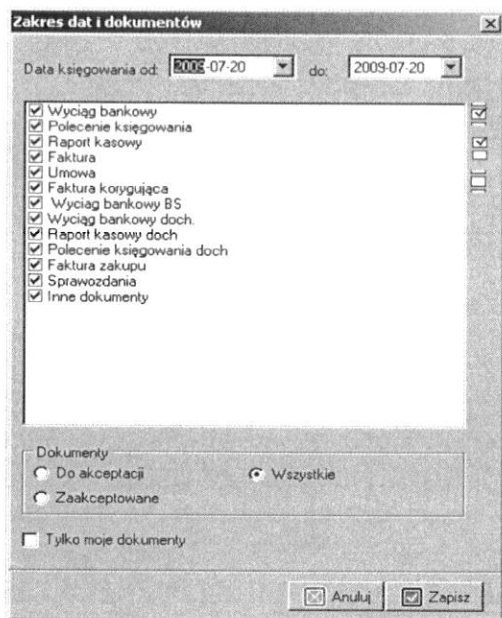 Zakres dat i dokumentów
Data księgowania od: 2009-07-20 do: 2009-07-20
Wyciąg bankowy
Polecenie księgowania
Raport kasowy
Faktura
Umowa
Faktura korygująca
Wyciag bankowy BS
Wyciąg bankowy doch.
Raport kasowy doch
Polecenie księgowania doch
Faktura zakupu
Sprawozdania
Inne dokumenty
Dokumenty
Do akceptacji Wszystkie
Zaakceptowane
Tylko moje dokumenty
Anuluj Zapisz